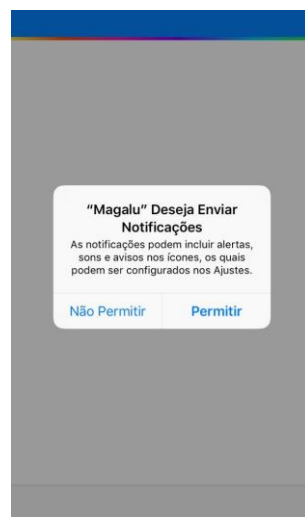 “Magalu” Deseja Enviar
Notificações
As notificações podem incluir alertas,
sons e avisos nos ícones, os quais
podem ser configurados nos Ajustes.
Não Permitir
Permitir